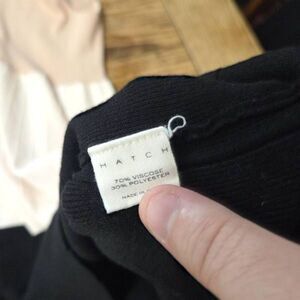 HATCH
70% VISCOSE
30% POLYESTER
MADE IN